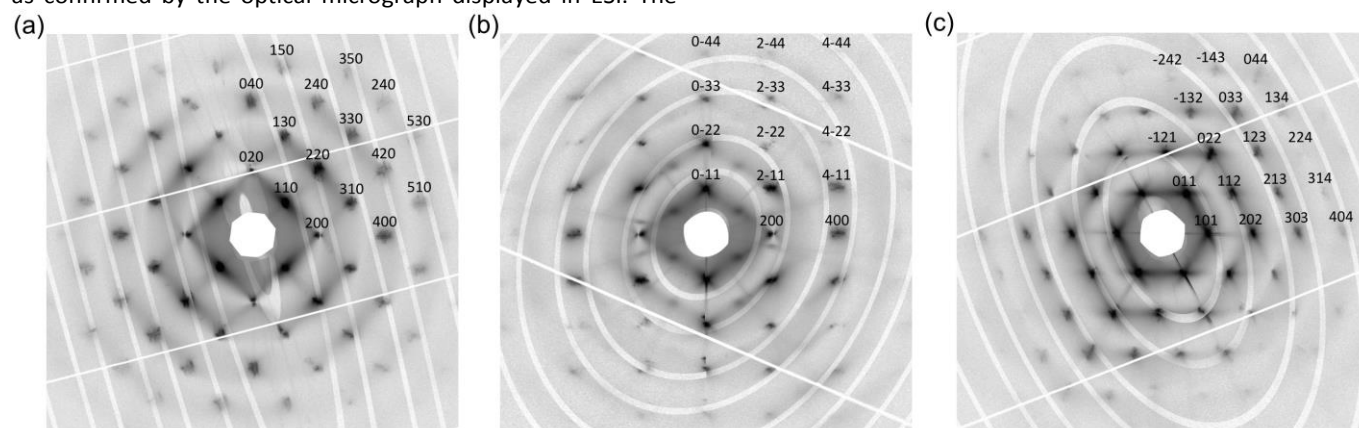 as confirmed by the optical micrograph displayed in ESI. The
(a)
150 350
040 240 240
130 330 530
020 220 420
110 310 510
200 400
(b)
0-44 2-44 4-44
0-33 2-33 4-33
0-22 2-22 4-22
0-11 2-11 4-11
200 400
(c)
-242 -143 044
-132 033 134
-121 022 123 224
011 112 213 314
101 202 303 404